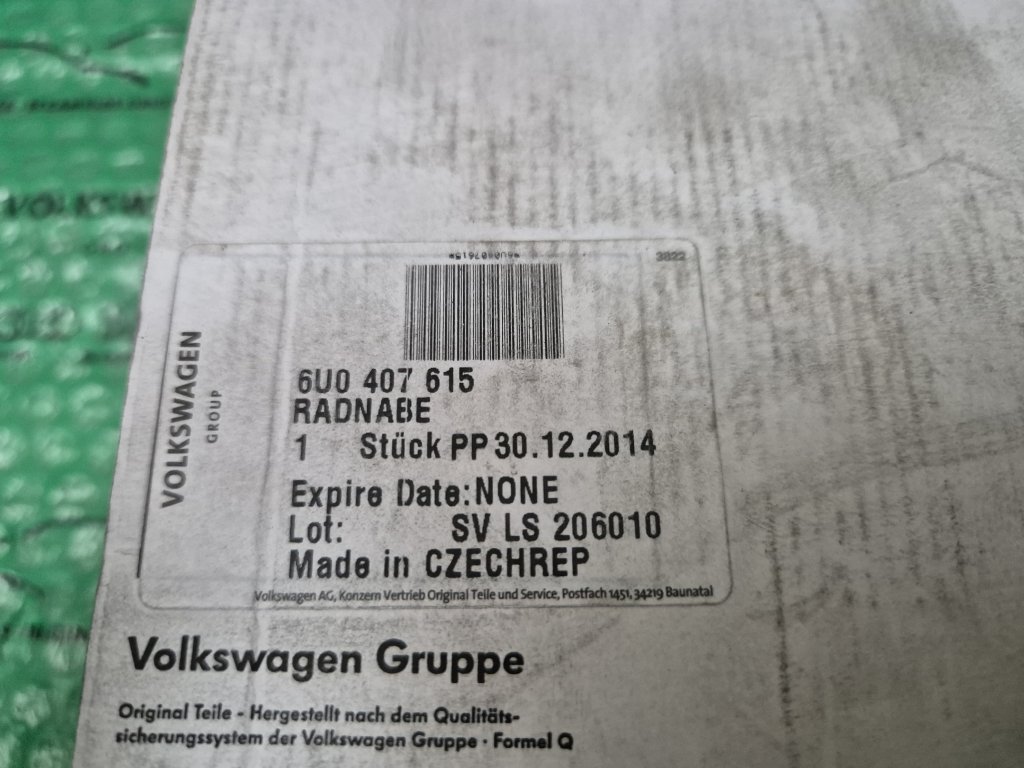 *6U0407615*
3822
VOLKSWAGEN
GROUP
6U0 407 615
RADNABE
1 Stück PP 30.12.2014
Expire Date: NONE
Lot: SV LS 206010
Made in CZECHREP
Volkswagen AG, Konzern Vertrieb Original Teile und Service, Postfach 1451, 34219 Baunatal
Volkswagen Gruppe
Original Teile - Hergestellt nach dem Qualitäts-
sicherungssystem der Volkswagen Gruppe · Formel Q